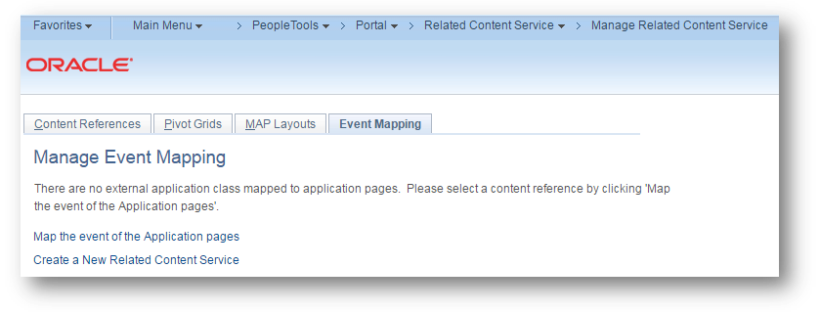 Favorites Main Menu > PeopleTools > Portal > Related Content Service > Manage Related Content Service
ORACLE'
Content References Pivot Grids MAP Layouts Event Mapping
Manage Event Mapping
There are no external application class mapped to application pages. Please select a content reference by clicking 'Map
the event of the Application pages'.
Map the event of the Application pages
Create a New Related Content Service